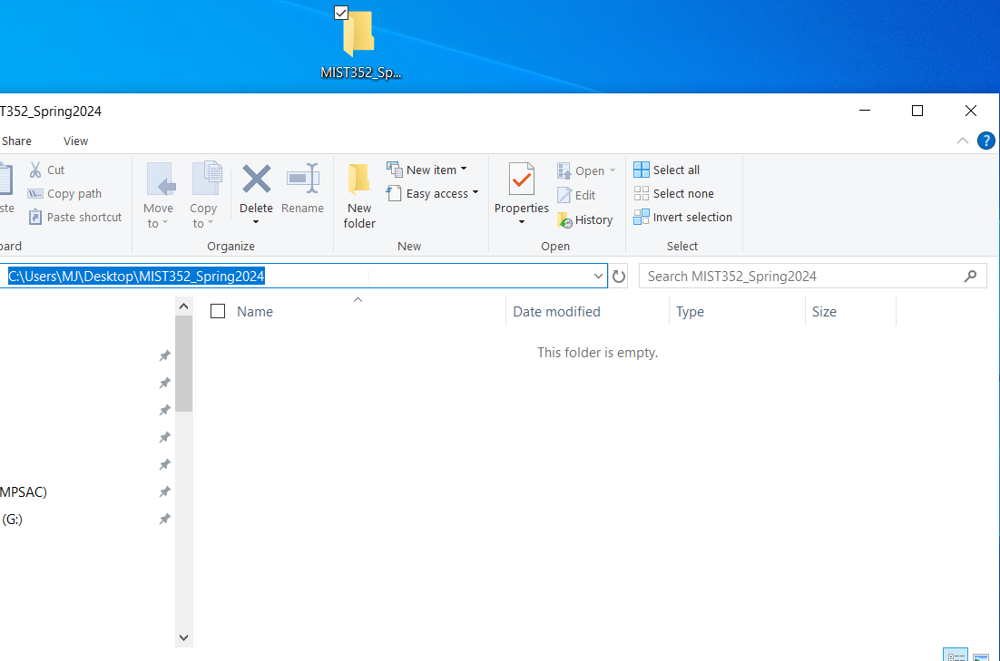 MIST352_Sp...
T352_Spring2024
Share View
Cut
Copy path
Paste shortcut
ste
oard
Move to
Copy to
Delete
Rename
Organize
New folder
New item
Easy access
New
Properties
Open
Edit
History
Open
Select all
Select none
Invert selection
Select
C:\Users\MJ\Desktop\MIST352_Spring2024
Search MIST352_Spring2024
Name Date modified Type Size
This folder is empty.
MPSAC)
(G:)